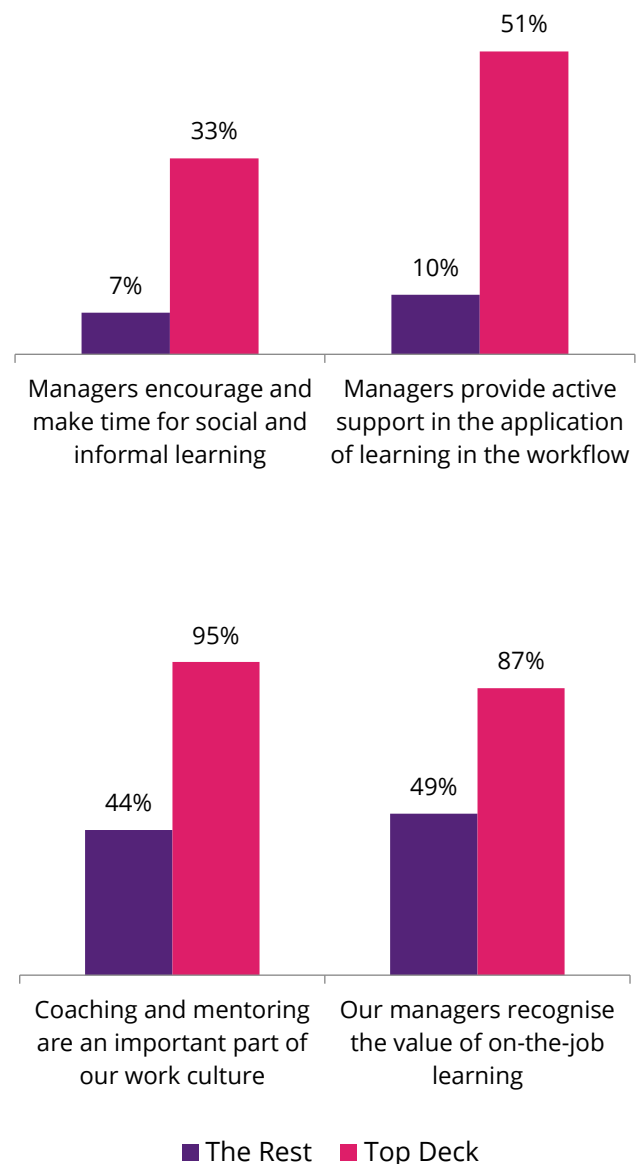 51%
33%
10%
7%
Managers encourage and
make time for social and
informal learning
Managers provide active
support in the application
of learning in the workflow
95%
87%
49%
44%
Coaching and mentoring
are an important part of
our work culture
Our managers recognise
the value of on-the-job
learning
The Rest
Top Deck